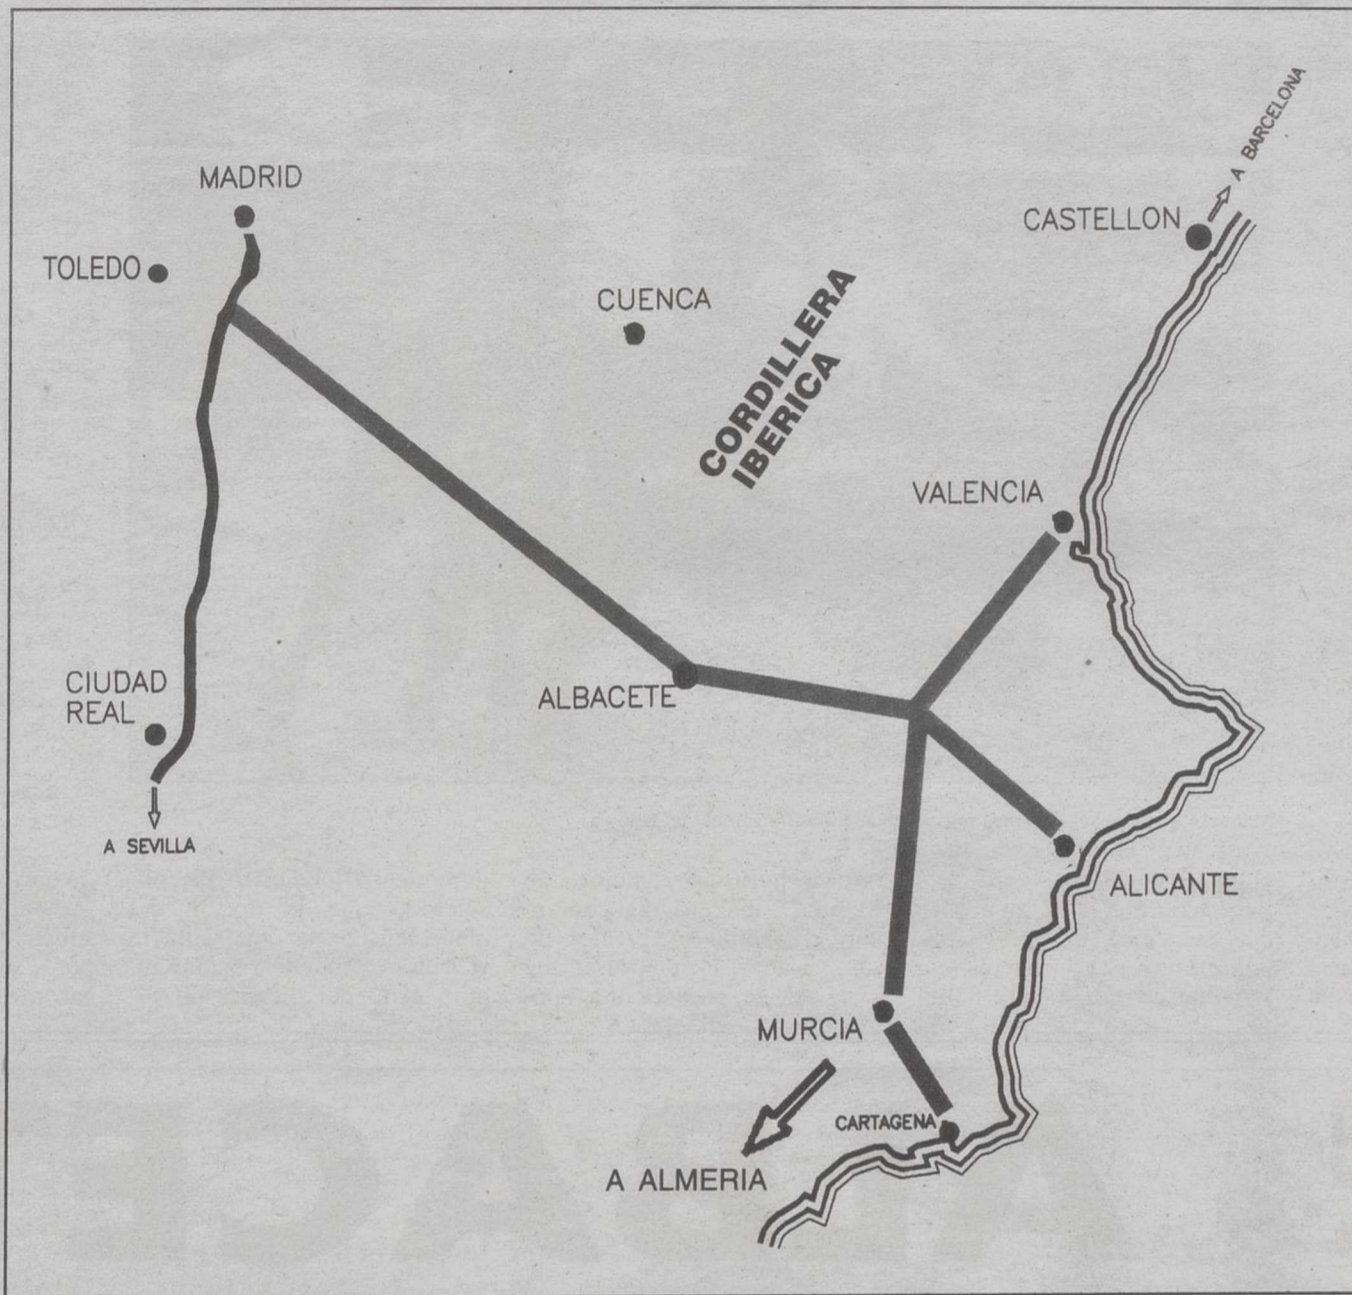 A BARCELONA
MADRID
CASTELLON
TOLEDO
CUENCA
CORDILLERA
IBERICA
VALENCIA
CIUDAD
REAL
ALBACETE
A SEVILLA
ALICANTE
MURCIA
CARTAGENA
A ALMERIA